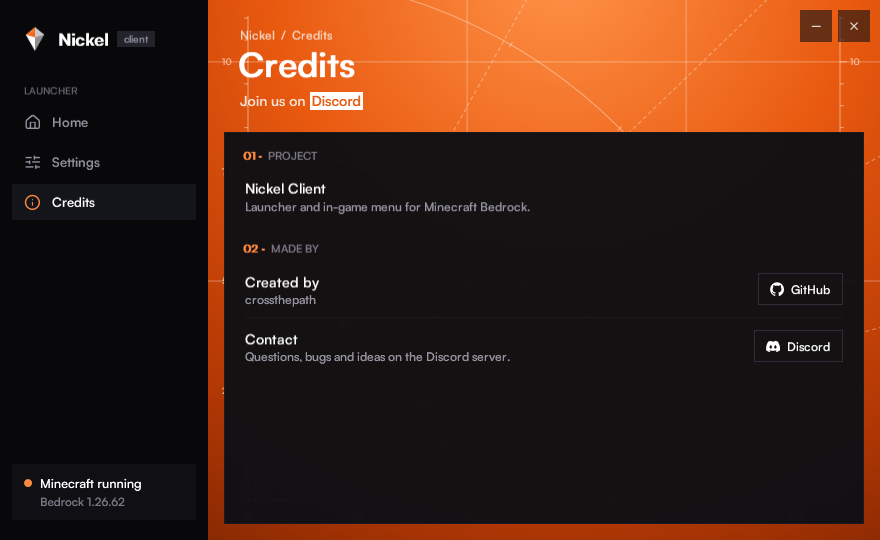 Nickel client
LAUNCHER
Home
Settings
Credits
Minecraft running
Bedrock 1.26.62
Nickel / Credits
Credits
Join us on Discord
10
10
01 - PROJECT
Nickel Client
Launcher and in-game menu for Minecraft Bedrock.
02 - MADE BY
Created by
crossthepath
GitHub
Contact
Questions, bugs and ideas on the Discord server.
Discord